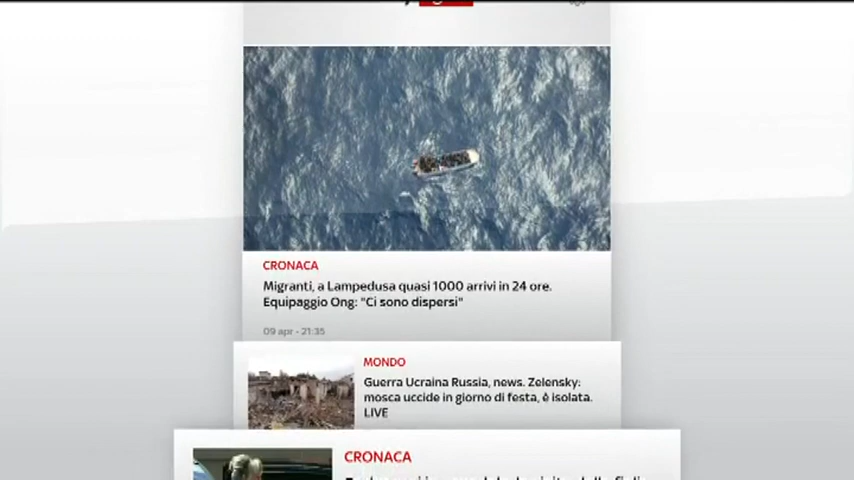 CRONACA
Migranti, a Lampedusa quasi 1000 arrivi in 24 ore.
Equipaggio Ong: "Ci sono dispersi"
09 apr - 21:35
MONDO
Guerra Ucraina Russia, news. Zelensky:
mosca uccide in giorno di festa, è isolata.
LIVE
CRONACA